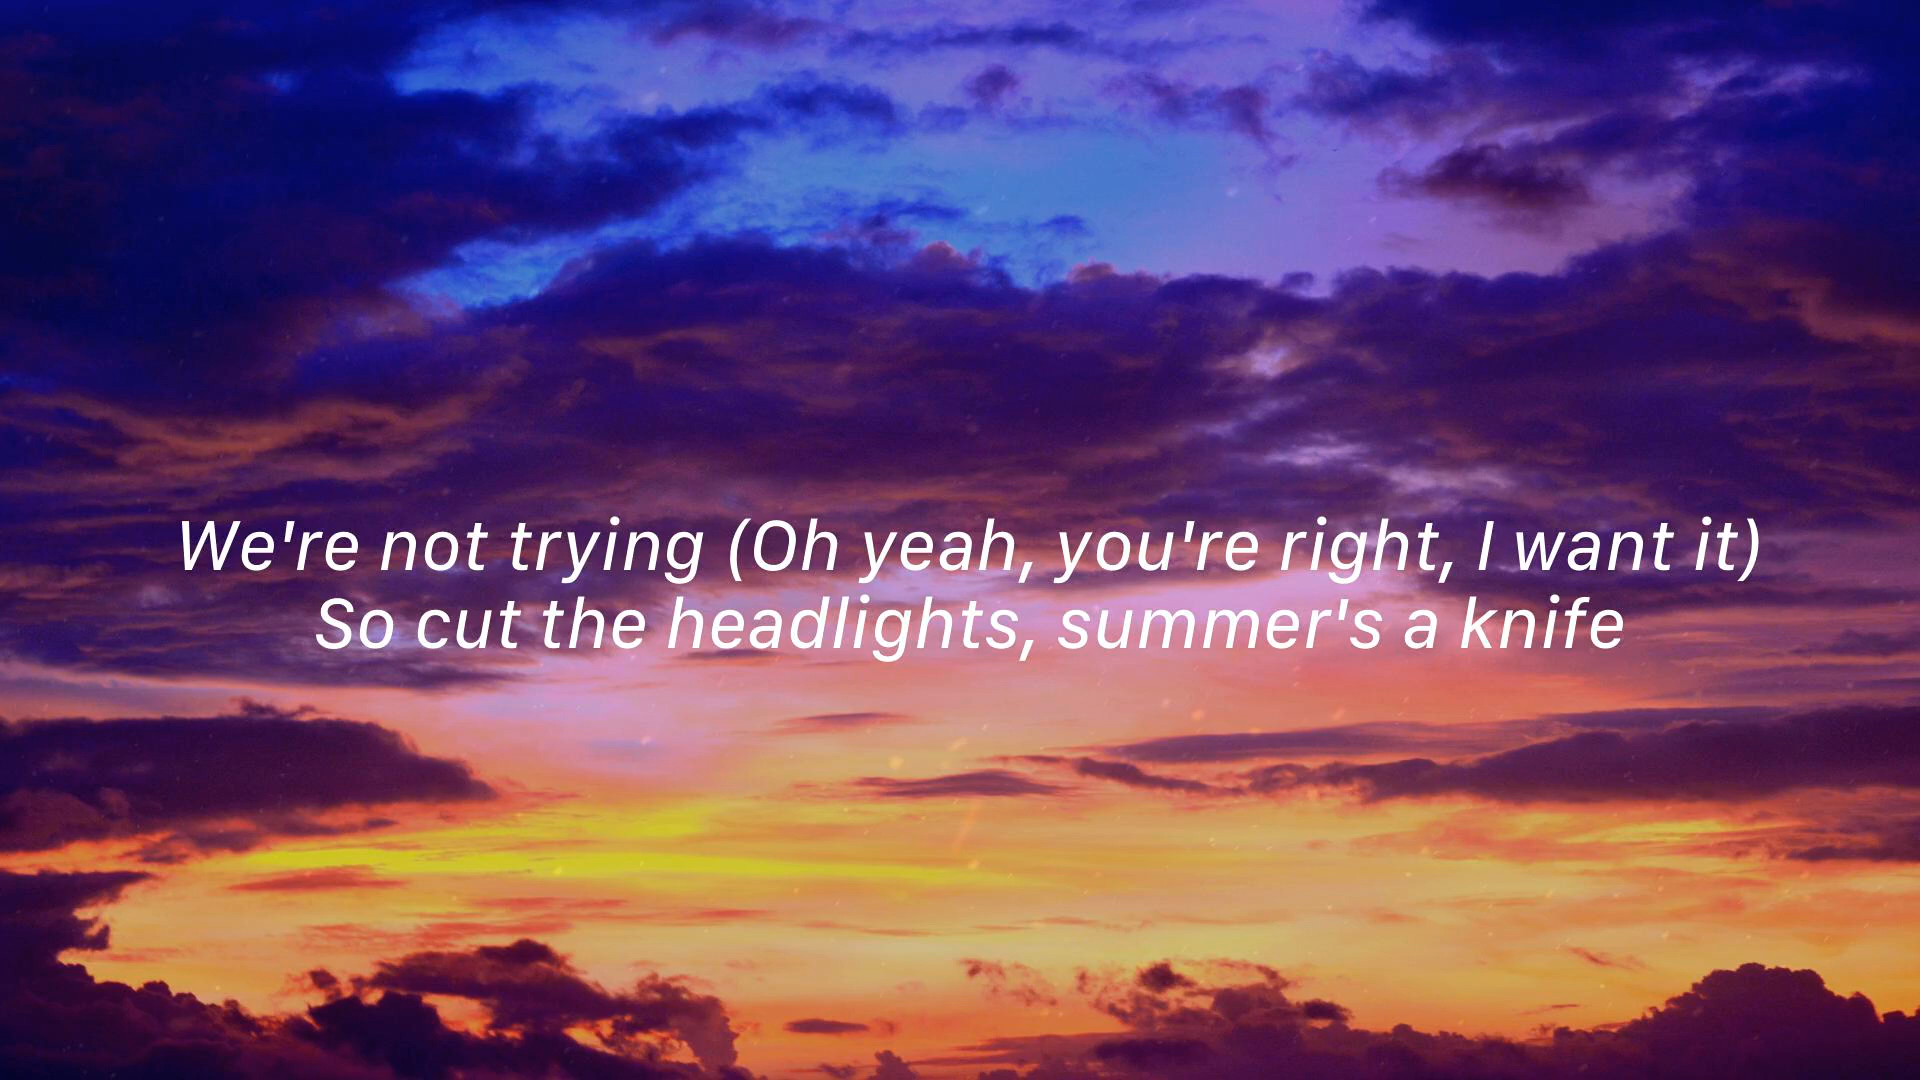 We're not trying (Oh yeah, you're right, I want it)
So cut the headlights, summer's a knife